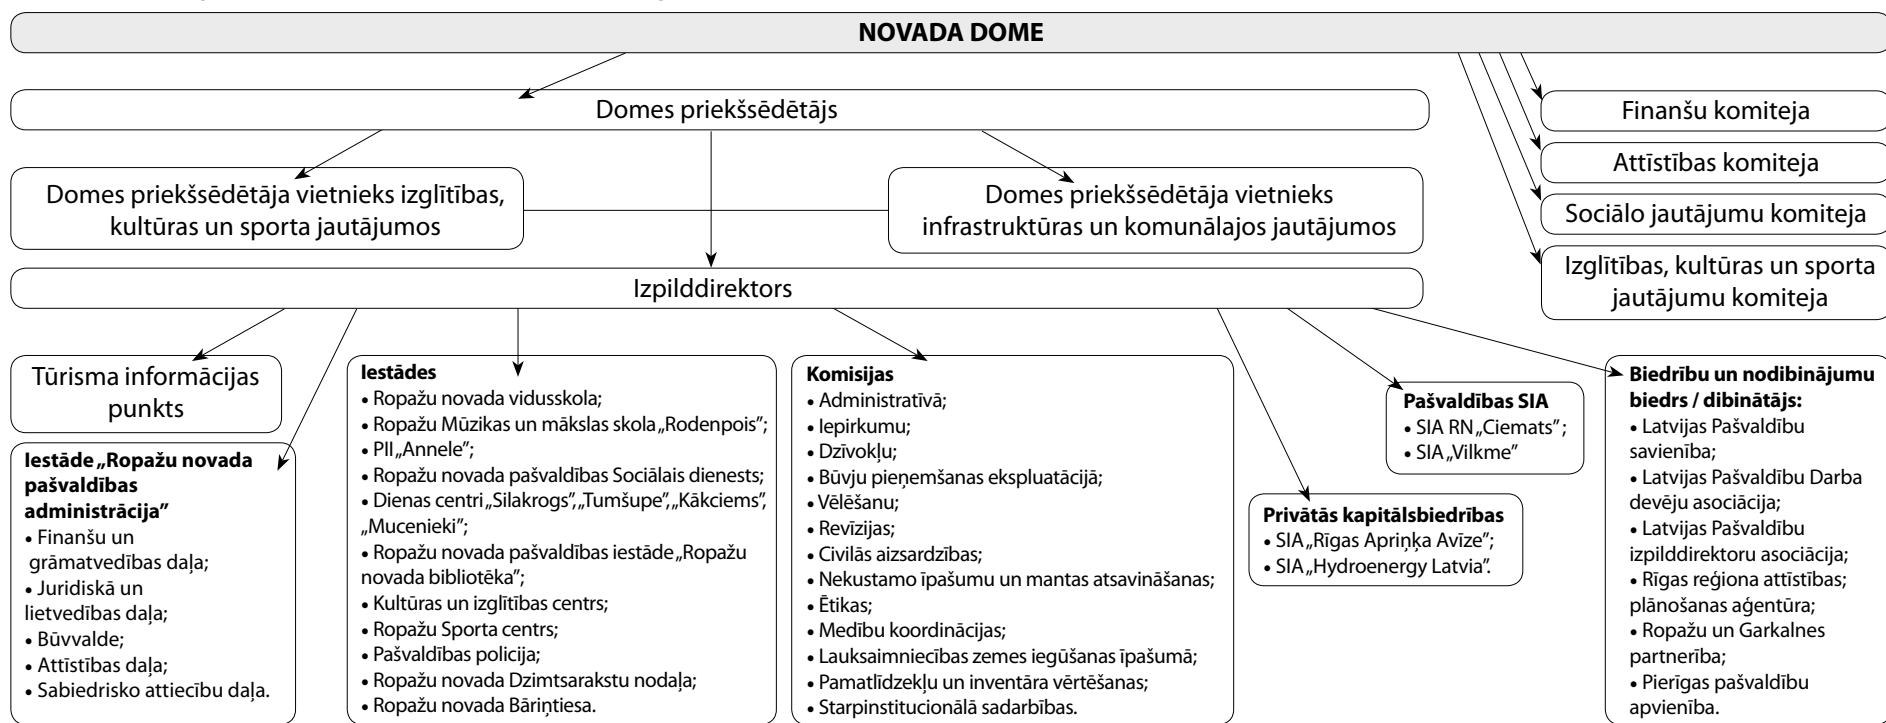 NOVADA DOME
Domes priekšsēdētājs
Finanšu komiteja
Attīstības komiteja
Sociālo jautājumu komiteja
Izglītības, kultūras un sporta
jautājumu komiteja
Domes priekšsēdētāja vietnieks izglītības,
kultūras un sporta jautājumos
Domes priekšsēdētāja vietnieks
infrastruktūras un komunālajos jautājumos
Izpilddirektors
Tūrisma informācijas
punkts
Iestāde „Ropažu novada
pašvaldības
administrācija”
• Finanšu un
grāmatvedības daļa;
• Juridiskā un
lietvedības daļa;
• Būvvalde;
• Attīstības daļa;
• Sabiedrisko attiecību daļa.
Iestādes
• Ropažu novada vidusskola;
• Ropažu Mūzikas un mākslas skola „Rodenpois”;
• PII „Annele”;
• Ropažu novada pašvaldības Sociālais dienests;
• Dienas centri „Silakrogs”, „Tumšupe”, „Kākciems”,
„Mucenieki”;
• Ropažu novada pašvaldības iestāde „Ropažu
novada bibliotēka”;
• Kultūras un izglītības centrs;
• Ropažu Sporta centrs;
• Pašvaldības policija;
• Ropažu novada Dzimtsarakstu nodaļa;
• Ropažu novada Bāriņtiesa.
Komisijas
• Administratīvā;
• Iepirkumu;
• Dzīvokļu;
• Būvju pieņemšanas ekspluatācijā;
• Vēlēšanu;
• Revīzijas;
• Civilās aizsardzības;
• Nekustamo īpašumu un mantas atsavināšanas;
• Ētikas;
• Medību koordinācijas;
• Lauksaimniecības zemes iegūšanas īpašumā;
• Pamatlīdzekļu un inventāra vērtēšanas;
• Starpinstitucionālā sadarbības.
Privātās kapitālsbiedrības
• SIA „Rīgas Apriņķa Avīze”;
• SIA „Hydroenergy Latvia”.
Pašvaldības SIA
• SIA RN „Ciemats” ;
• SIA „Vilkme”
Biedrību un nodibinājumu
biedrs / dibinātājs:
• Latvijas Pašvaldību
savienība;
• Latvijas Pašvaldību Darba
devēju asociācija;
• Latvijas Pašvaldību
izpilddirektoru asociācija;
• Rīgas reģiona attīstības;
plānošanas aģentūra;
• Ropažu un Garkalnes
partnerība;
• Pierīgas pašvaldību
apvienība.